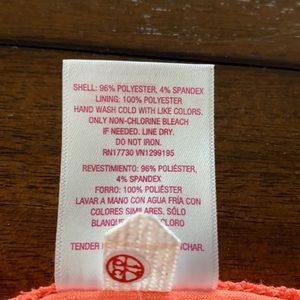 SHELL: 96% POLYESTER, 4% SPANDEX
LINING: 100% POLYESTER
HAND WASH COLD WITH LIKE COLORS.
ONLY NON-CHLORINE BLEACH
IF NEEDED. LINE DRY.
DO NOT IRON.
RN17730 VN1299195
REVESTIMIENTO: 96% POLIÉSTER,
4% SPANDEX
FORRO: 100% POLIÉSTER
LAVAR A MANO CON AGUA FRÍA CON
COLORES SIMILARES. SÓLO
CLORO
TENDER